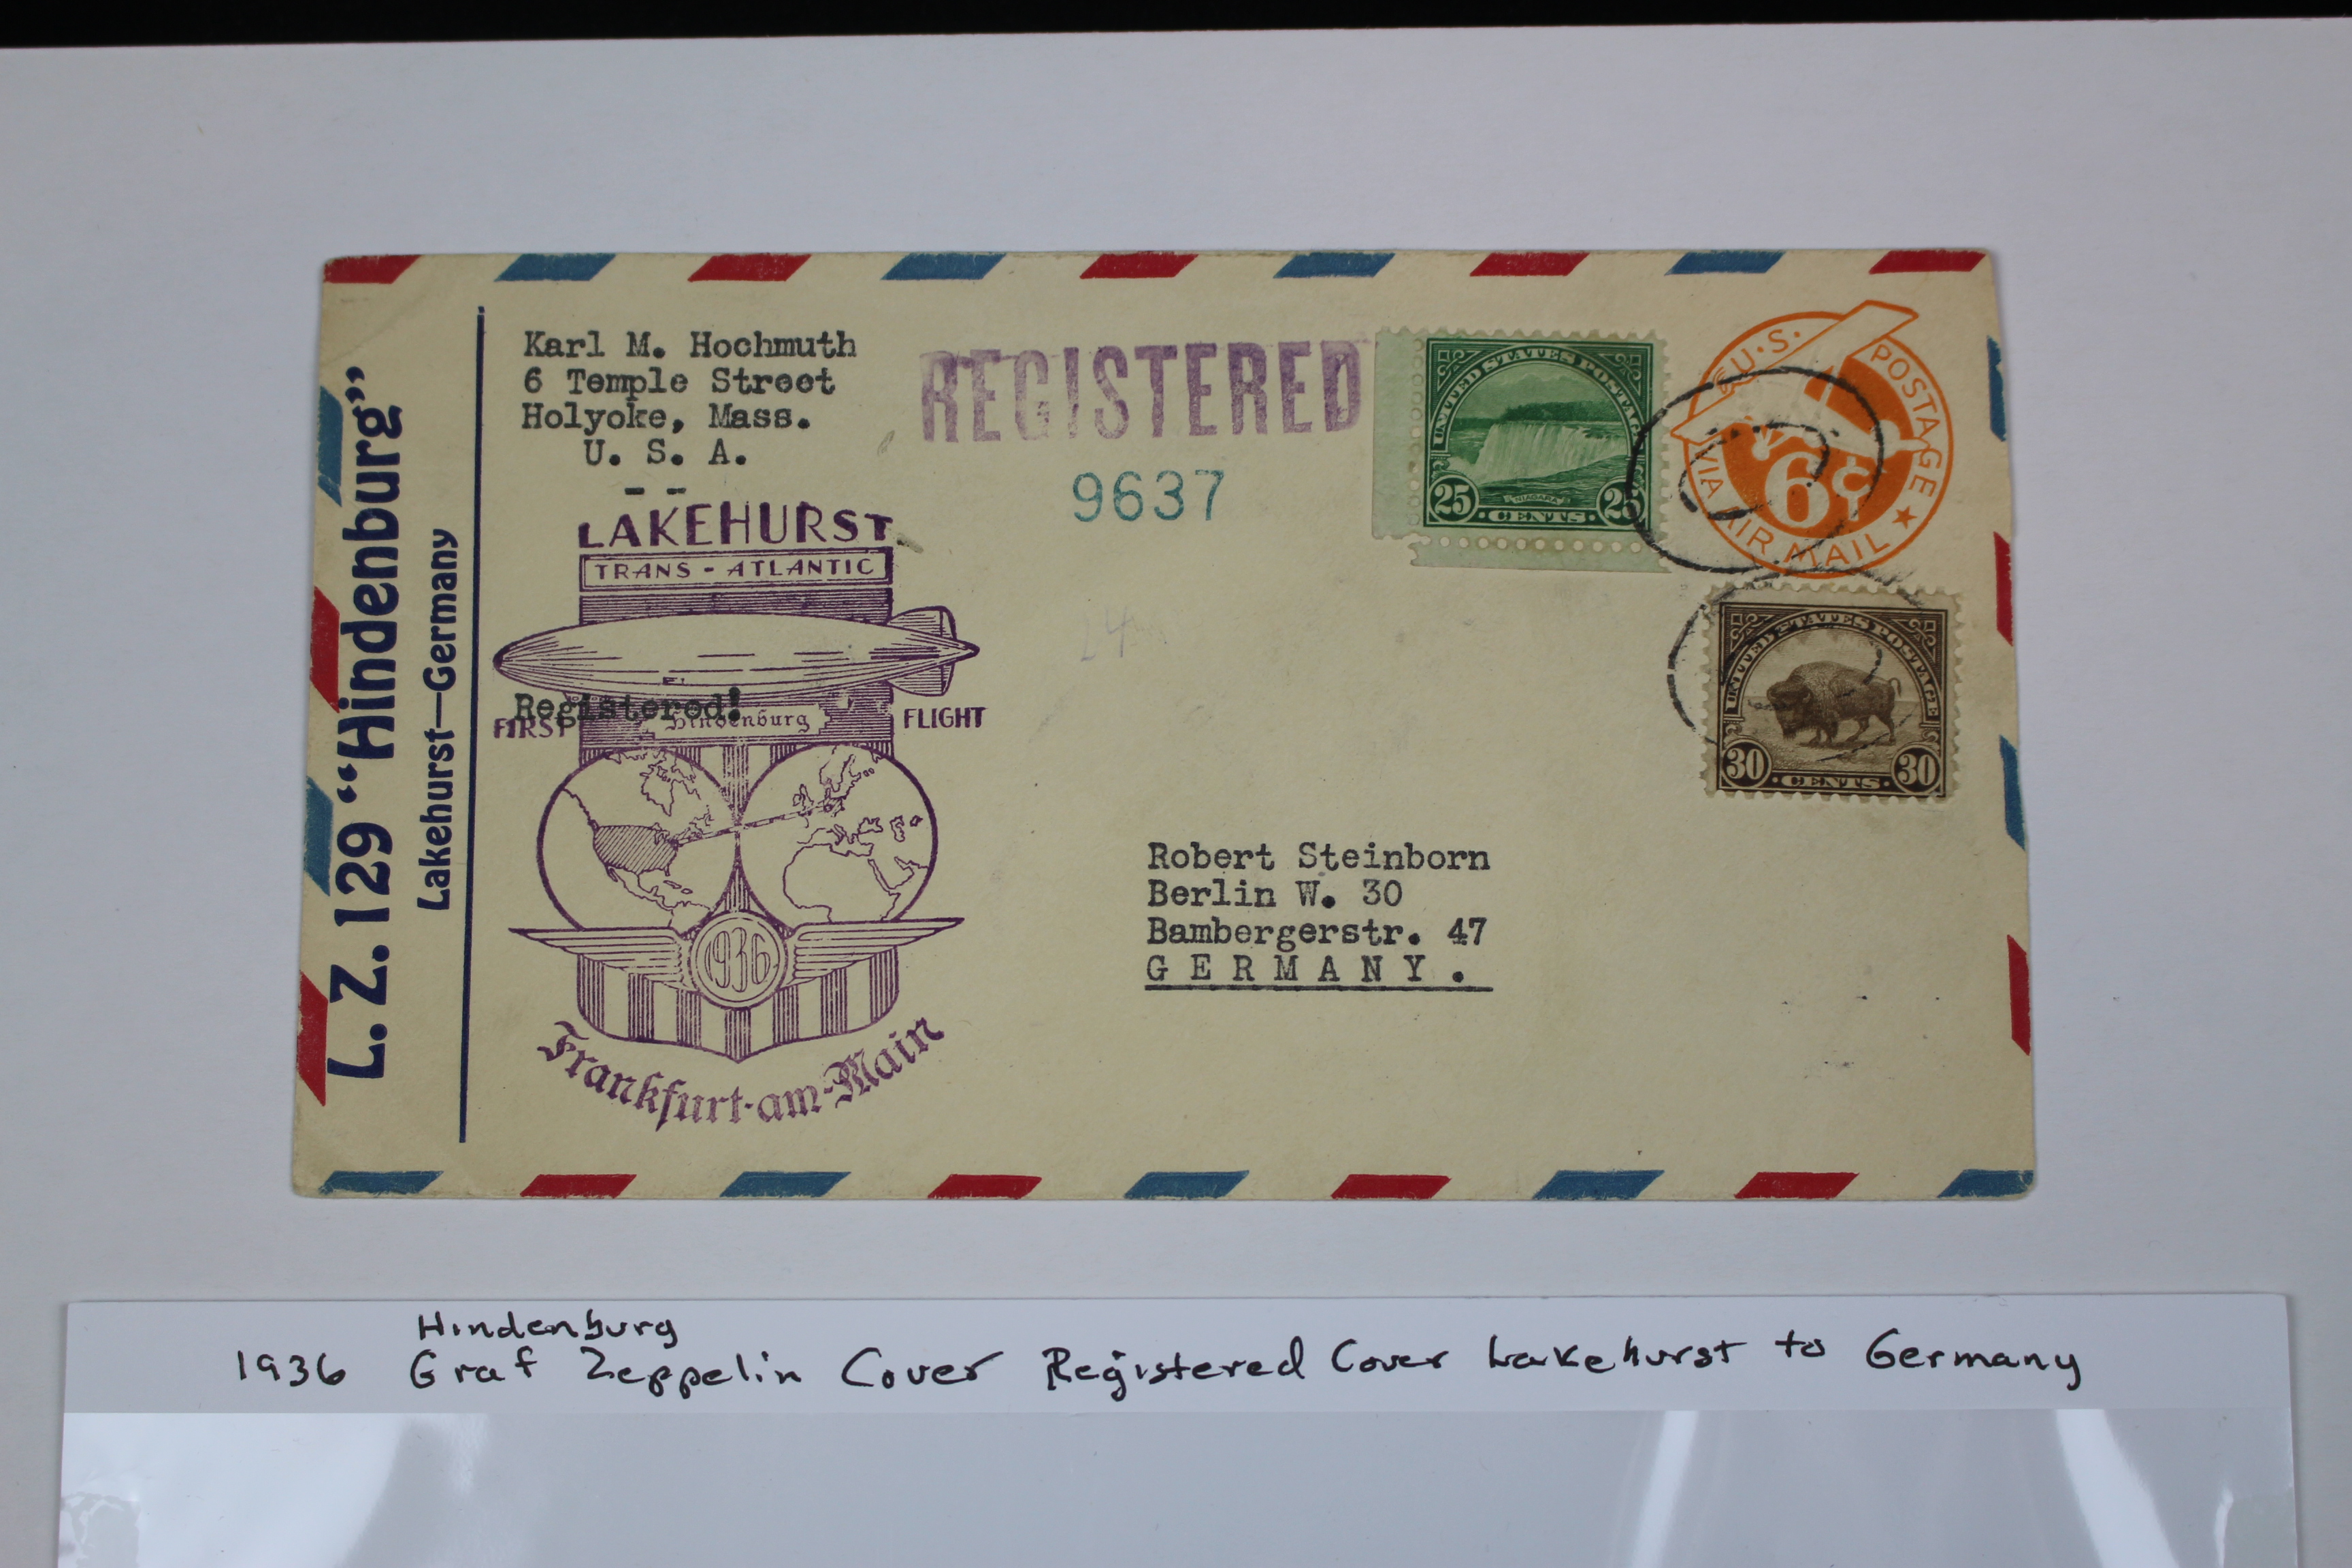 L. Z. 129 “Hindenburg”
Lakehurst—Germany
Karl M. Hochmuth
6 Temple Street
Holyoke, Mass.
U. S. A.
- -
REGISTERED
9637
UNITED STATES POSTAGE
NIAGARA
25 CENTS 25
U.S. POSTAGE
6¢
VIA AIR MAIL
UNITED STATES POSTAGE
30 CENTS 30
LAKEHURST
TRANS-ATLANTIC
Registered!
FIRST Hindenburg FLIGHT
1936
Frankfurt-am-Main
Robert Steinborn
Berlin W. 30
Bambergerstr. 47
GERMANY.
Hindenburg
1936 Graf Zeppelin Cover Registered Cover Lakehurst to Germany